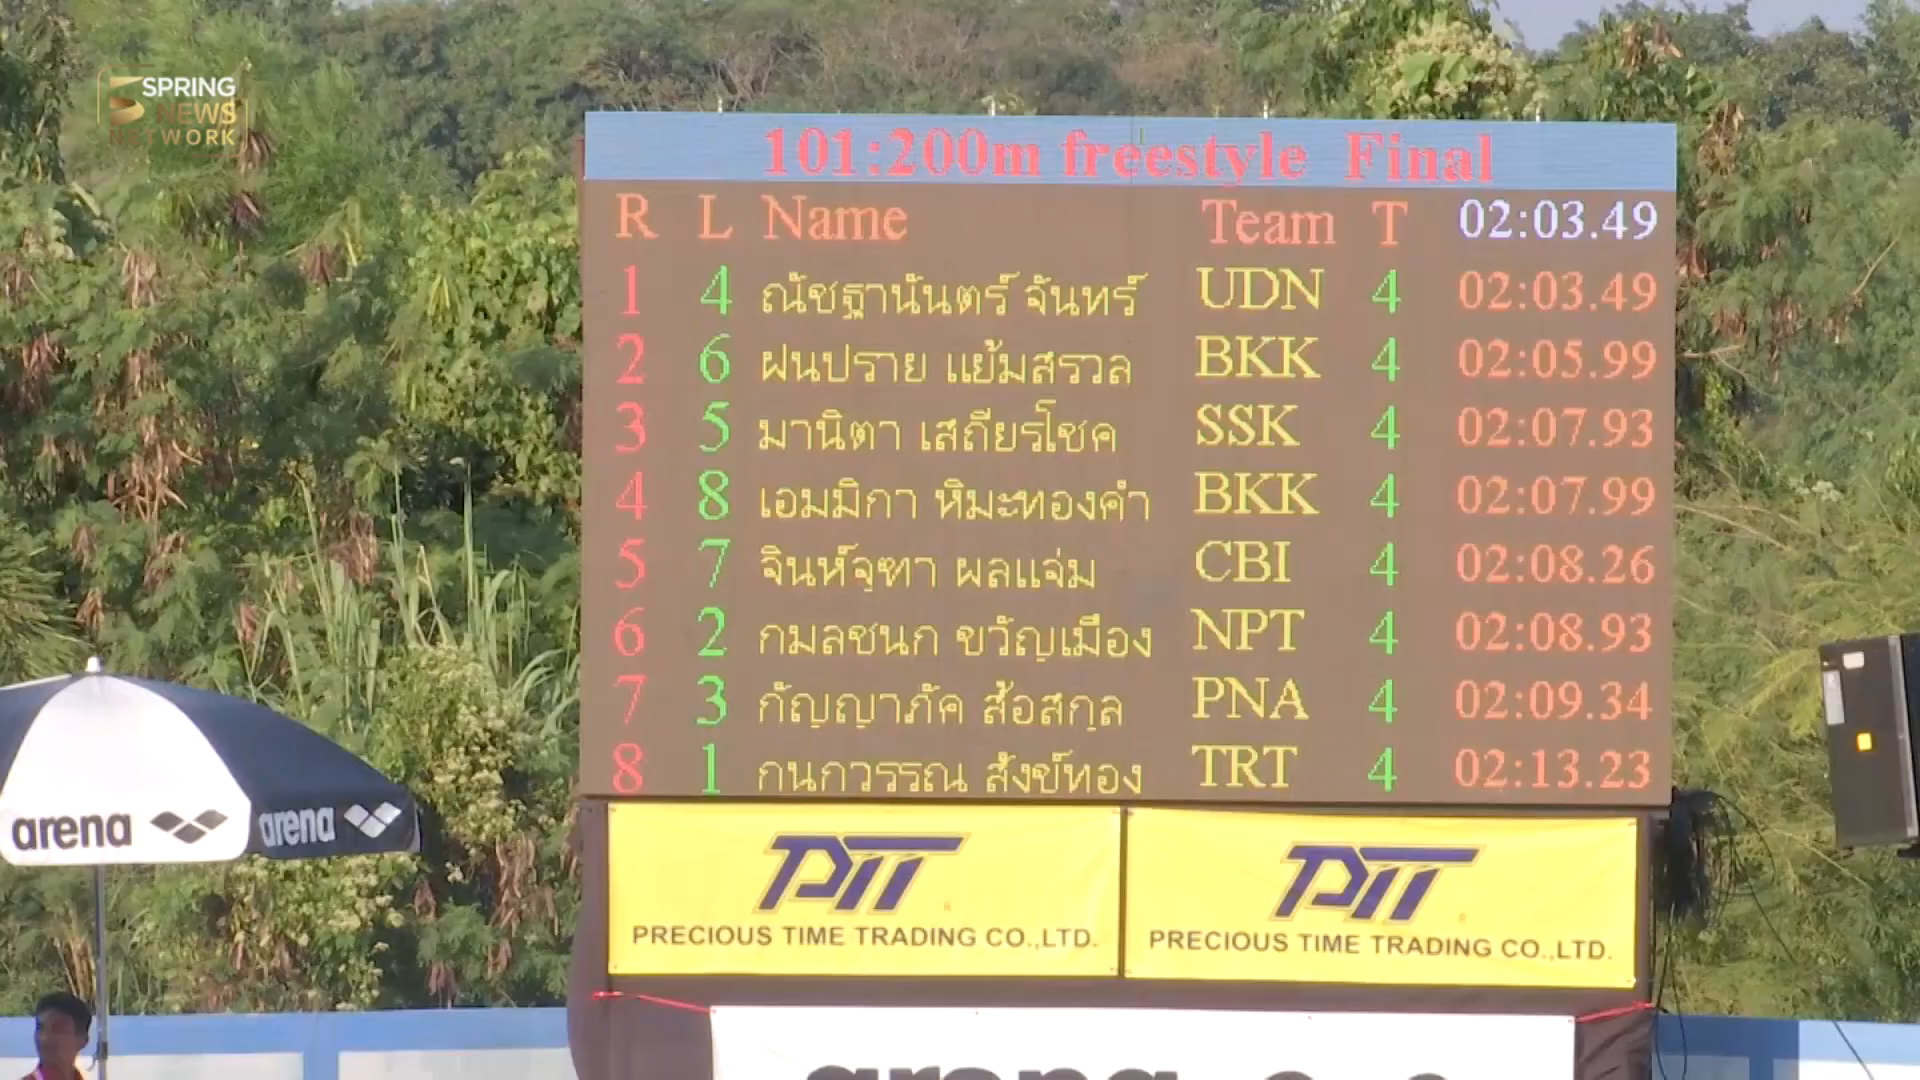 SPRING
NEWS
NETWORK
101:200m freestyle Final
R L Name Team T 02:03.49
1 4 ณัชฐานันตร์ จันทร์ UDN 4 02:03.49
2 6 ฝนปราย แย้มสรวล BKK 4 02:05.99
3 5 มานิตา เสถียรโชค SSK 4 02:07.93
4 8 เอมมิกา หิมะทองคำ BKK 4 02:07.99
5 7 จินห์จุฑา ผลแจ่ม CBI 4 02:08.26
6 2 กมลชนก ขวัญเมือง NPT 4 02:08.93
7 3 กัญญาภัค ส้อสกุล PNA 4 02:09.34
8 1 กนกวรรณ สังข์ทอง TRT 4 02:13.23
arena arena
PTT PTT
PRECIOUS TIME TRADING CO.,LTD. PRECIOUS TIME TRADING CO.,LTD.
arena